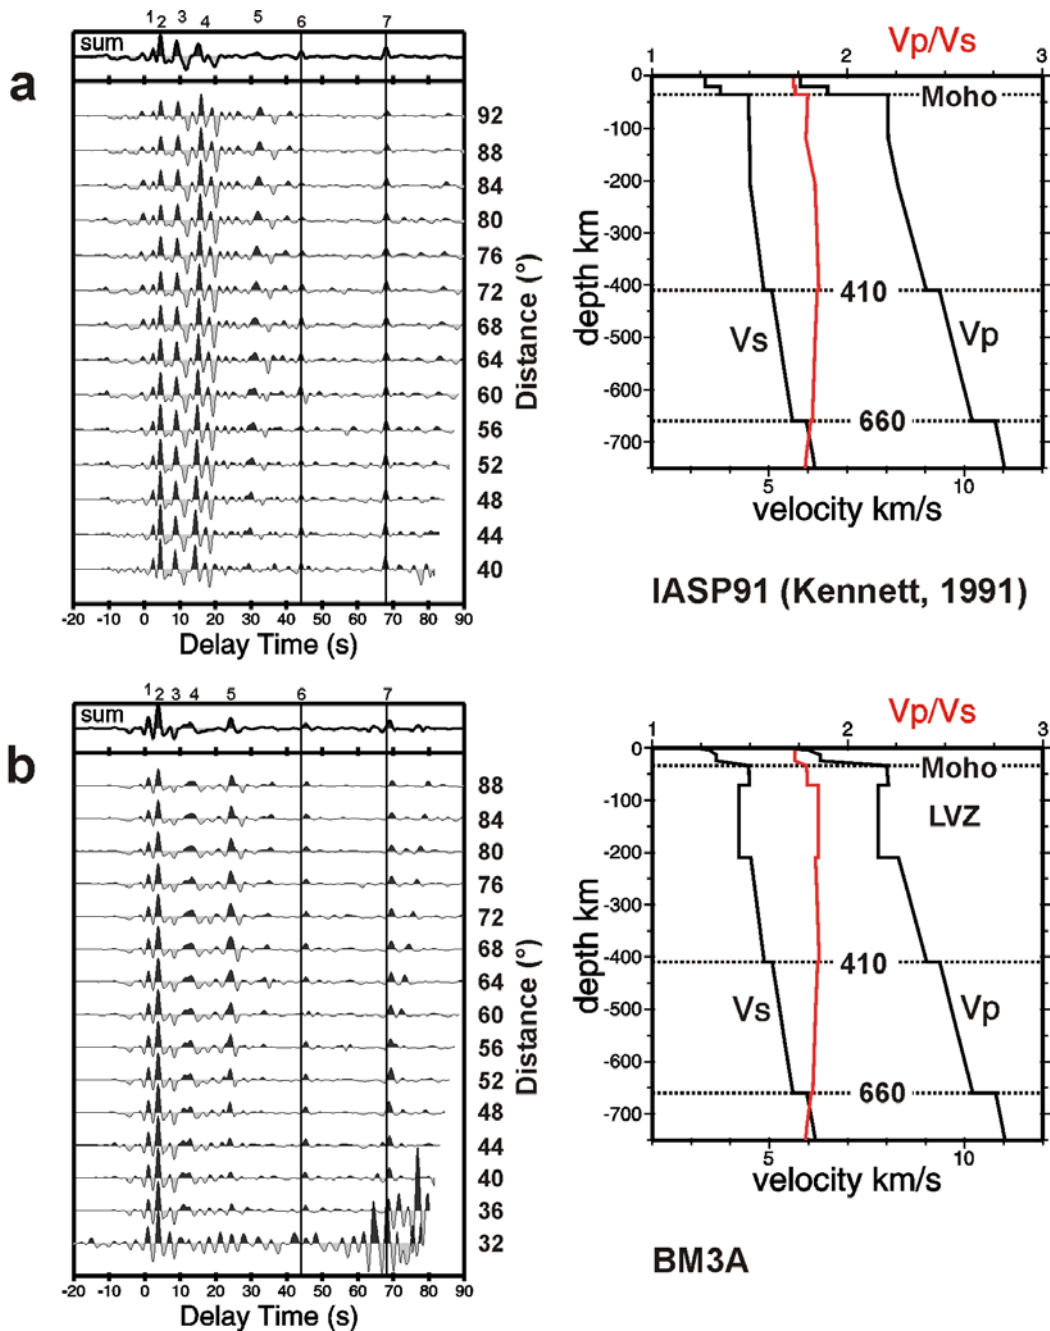 1 2 3 4 5 6 7
sum
a
92
88
84
80
76
72
68
64
60
56
52
48
44
40
Distance (°)
-20 -10 0 10 20 30 40 50 60 70 80 90
Delay Time (s)
Vp/Vs
1 2 3
0
-100
-200
-300
-400
-500
-600
-700
depth km
Moho
410
660
Vs
Vp
5 10
velocity km/s
IASP91 (Kennett, 1991)
1 2 3 4 5 6 7
sum
b
88
84
80
76
72
68
64
60
56
52
48
44
40
36
32
Distance (°)
-20 -10 0 10 20 30 40 50 60 70 80 90
Delay Time (s)
Vp/Vs
1 2 3
0
-100
-200
-300
-400
-500
-600
-700
depth km
Moho
LVZ
410
660
Vs
Vp
5 10
velocity km/s
BM3A